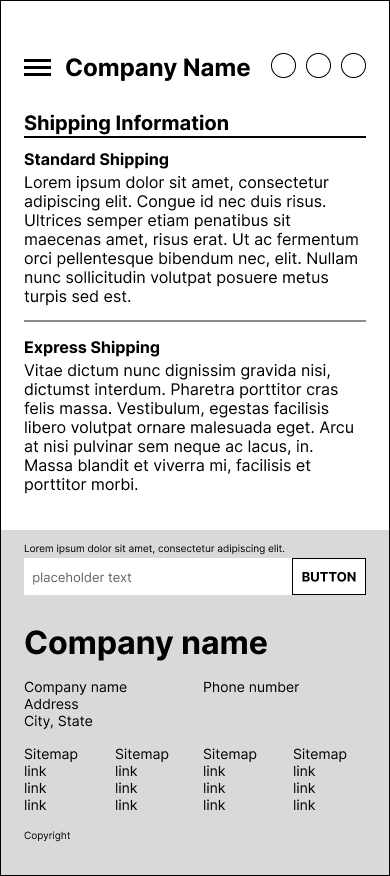 Company Name
Shipping Information
Standard Shipping
Lorem ipsum dolor sit amet, consectetur
adipiscing elit. Congue id nec duis risus.
Ultrices semper etiam penatibus sit
maecenas amet, risus erat. Ut ac fermentum
orci pellentesque bibendum nec, elit. Nullam
nunc sollicitudin volutpat posuere metus
turpis sed est.
Express Shipping
Vitae dictum nunc dignissim gravida nisi,
dictumst interdum. Pharetra porttitor cras
felis massa. Vestibulum, egestas facilisis
libero volutpat ornare malesuada eget. Arcu
at nisi pulvinar sem neque ac lacus, in.
Massa blandit et viverra mi, facilisis et
porttitor morbi.
Lorem ipsum dolor sit amet, consectetur adipiscing elit.
placeholder text BUTTON
Company name
Company name Phone number
Address
City, State
Sitemap Sitemap Sitemap Sitemap
link link link link
link link link link
link link link link
Copyright